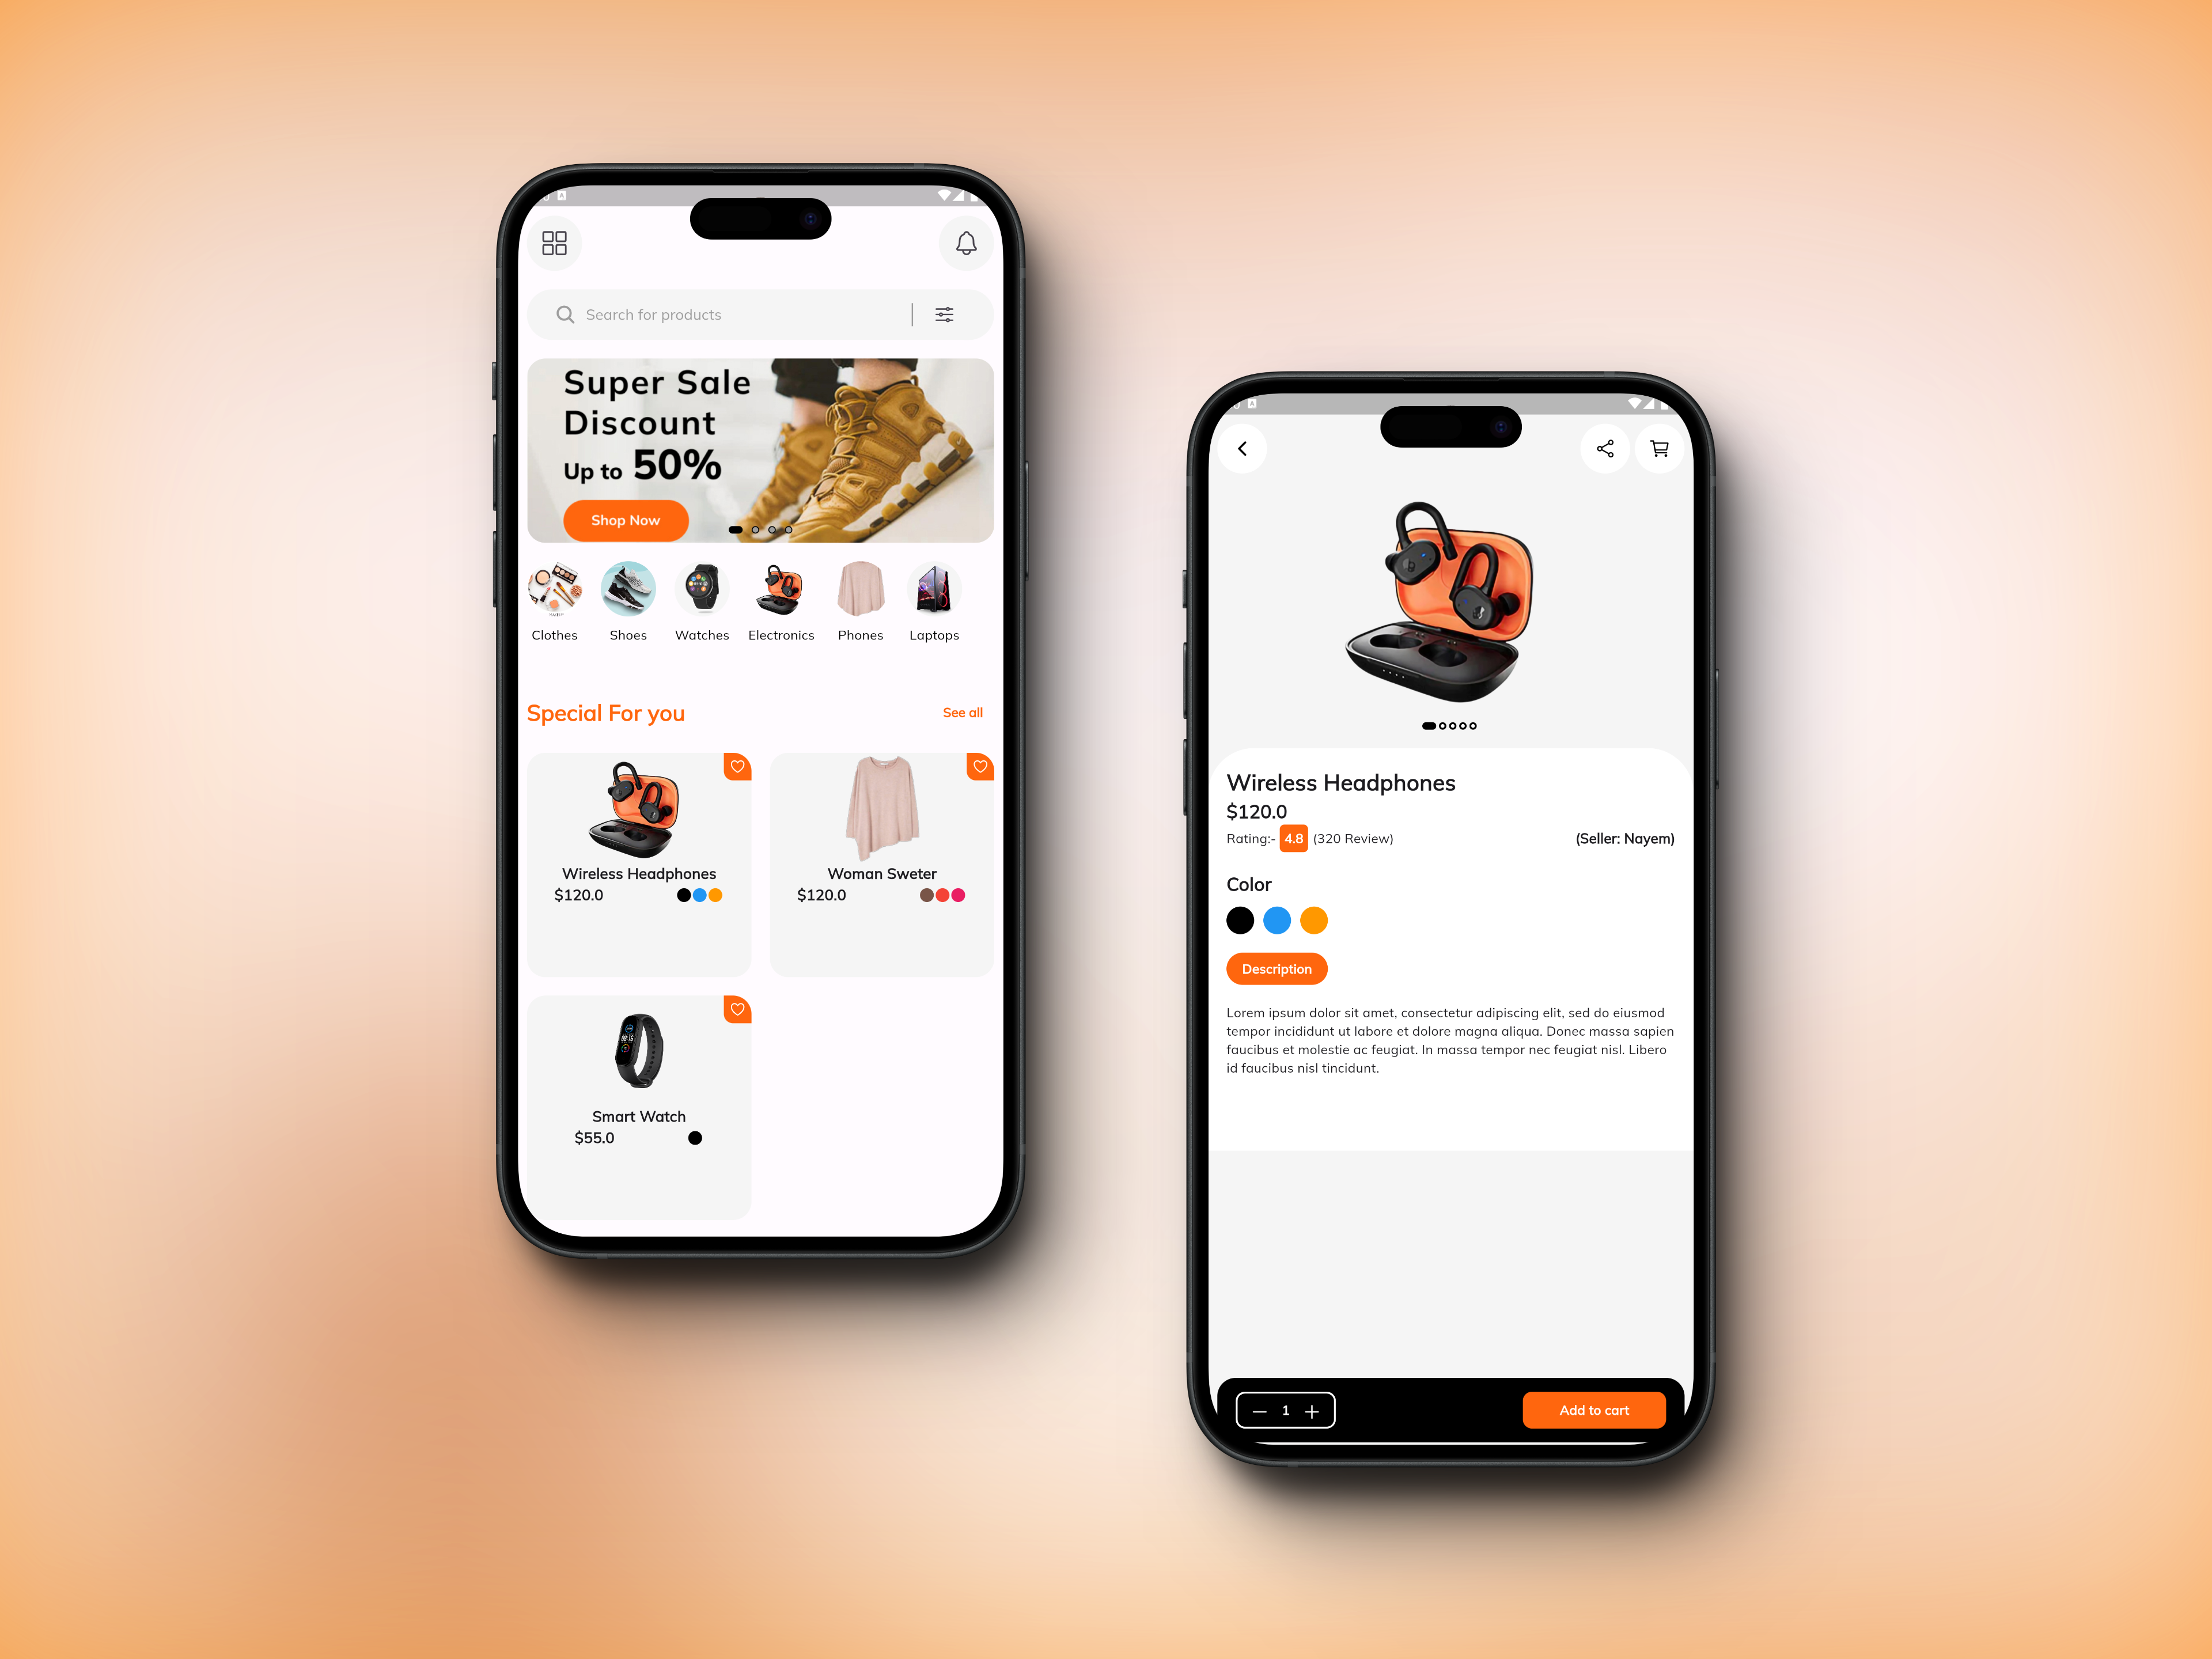 Search for products
Super Sale
Discount
Up to 50%
Shop Now
Clothes Shoes Watches Electronics Phones Laptops
Special For you See all
Wireless Headphones
$120.0
Woman Sweter
$120.0
Smart Watch
$55.0
Wireless Headphones
$120.0
Rating:- 4.8 (320 Review) (Seller: Nayem)
Color
Description
Lorem ipsum dolor sit amet, consectetur adipiscing elit, sed do eiusmod
tempor incididunt ut labore et dolore magna aliqua. Donec massa sapien
faucibus et molestie ac feugiat. In massa tempor nec feugiat nisl. Libero
id faucibus nisl tincidunt.
1 Add to cart